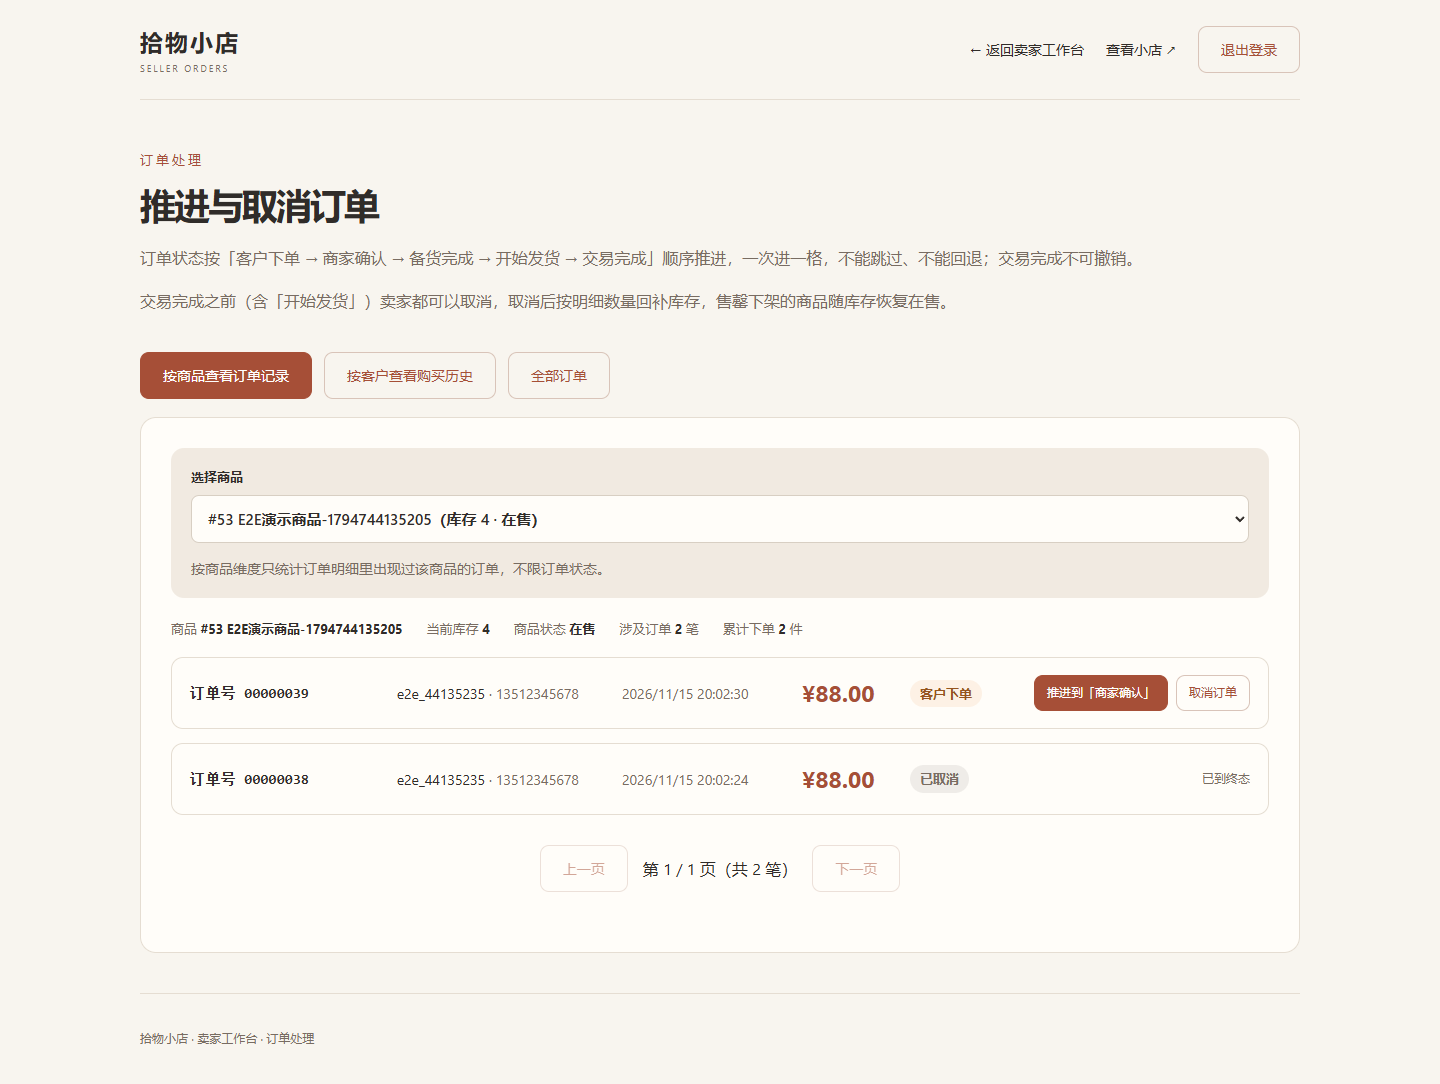 拾物小店
SELLER ORDERS
← 返回卖家工作台
查看小店 ↗
退出登录
订单处理
推进与取消订单
订单状态按「客户下单 → 商家确认 → 备货完成 → 开始发货 → 交易完成」顺序推进，一次进一格，不能跳过、不能回退；交易完成不可撤销。
交易完成之前（含「开始发货」）卖家都可以取消，取消后按明细数量回补库存，售罄下架的商品随库存恢复在售。
按商品查看订单记录
按客户查看购买历史
全部订单
选择商品
#53 E2E演示商品-1794744135205（库存 4 · 在售）
按商品维度只统计订单明细里出现过该商品的订单，不限订单状态。
商品 #53 E2E演示商品-1794744135205 当前库存 4 商品状态 在售 涉及订单 2 笔 累计下单 2 件
订单号 00000039 e2e_44135235 · 13512345678 2026/11/15 20:02:30 ¥88.00 客户下单 推进到「商家确认」 取消订单
订单号 00000038 e2e_44135235 · 13512345678 2026/11/15 20:02:24 ¥88.00 已取消 已到终态
上一页 第 1 / 1 页（共 2 笔） 下一页
拾物小店 · 卖家工作台 · 订单处理